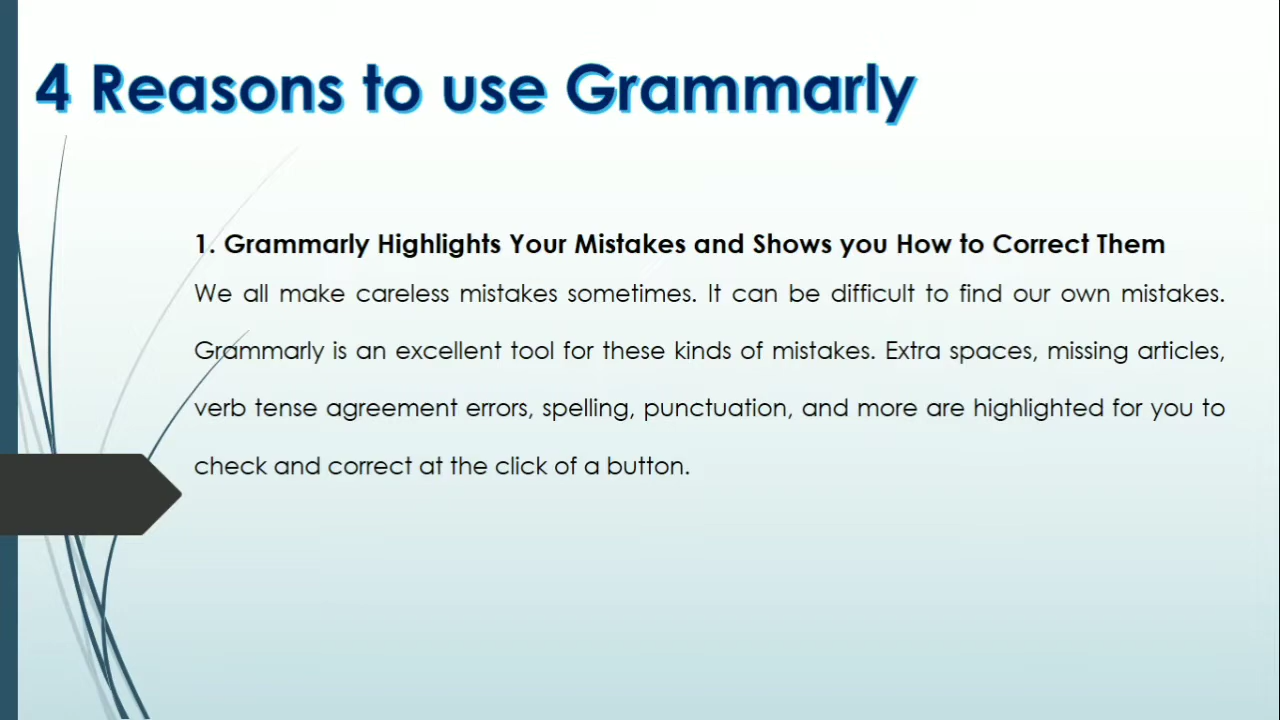 4 Reasons to use Grammarly
1. Grammarly Highlights Your Mistakes and Shows you How to Correct Them
We all make careless mistakes sometimes. It can be difficult to find our own mistakes.
Grammarly is an excellent tool for these kinds of mistakes. Extra spaces, missing articles,
verb tense agreement errors, spelling, punctuation, and more are highlighted for you to
check and correct at the click of a button.